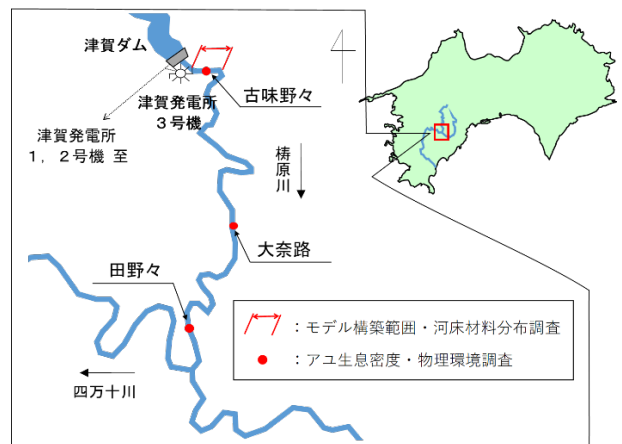 津賀ダム
津賀発電所
3号機
古味野々
津賀発電所
1,2号機 至
梼原川
大奈路
田野々
四万十川
:モデル構築範囲・河床材料分布調査
:アユ生息密度・物理環境調査